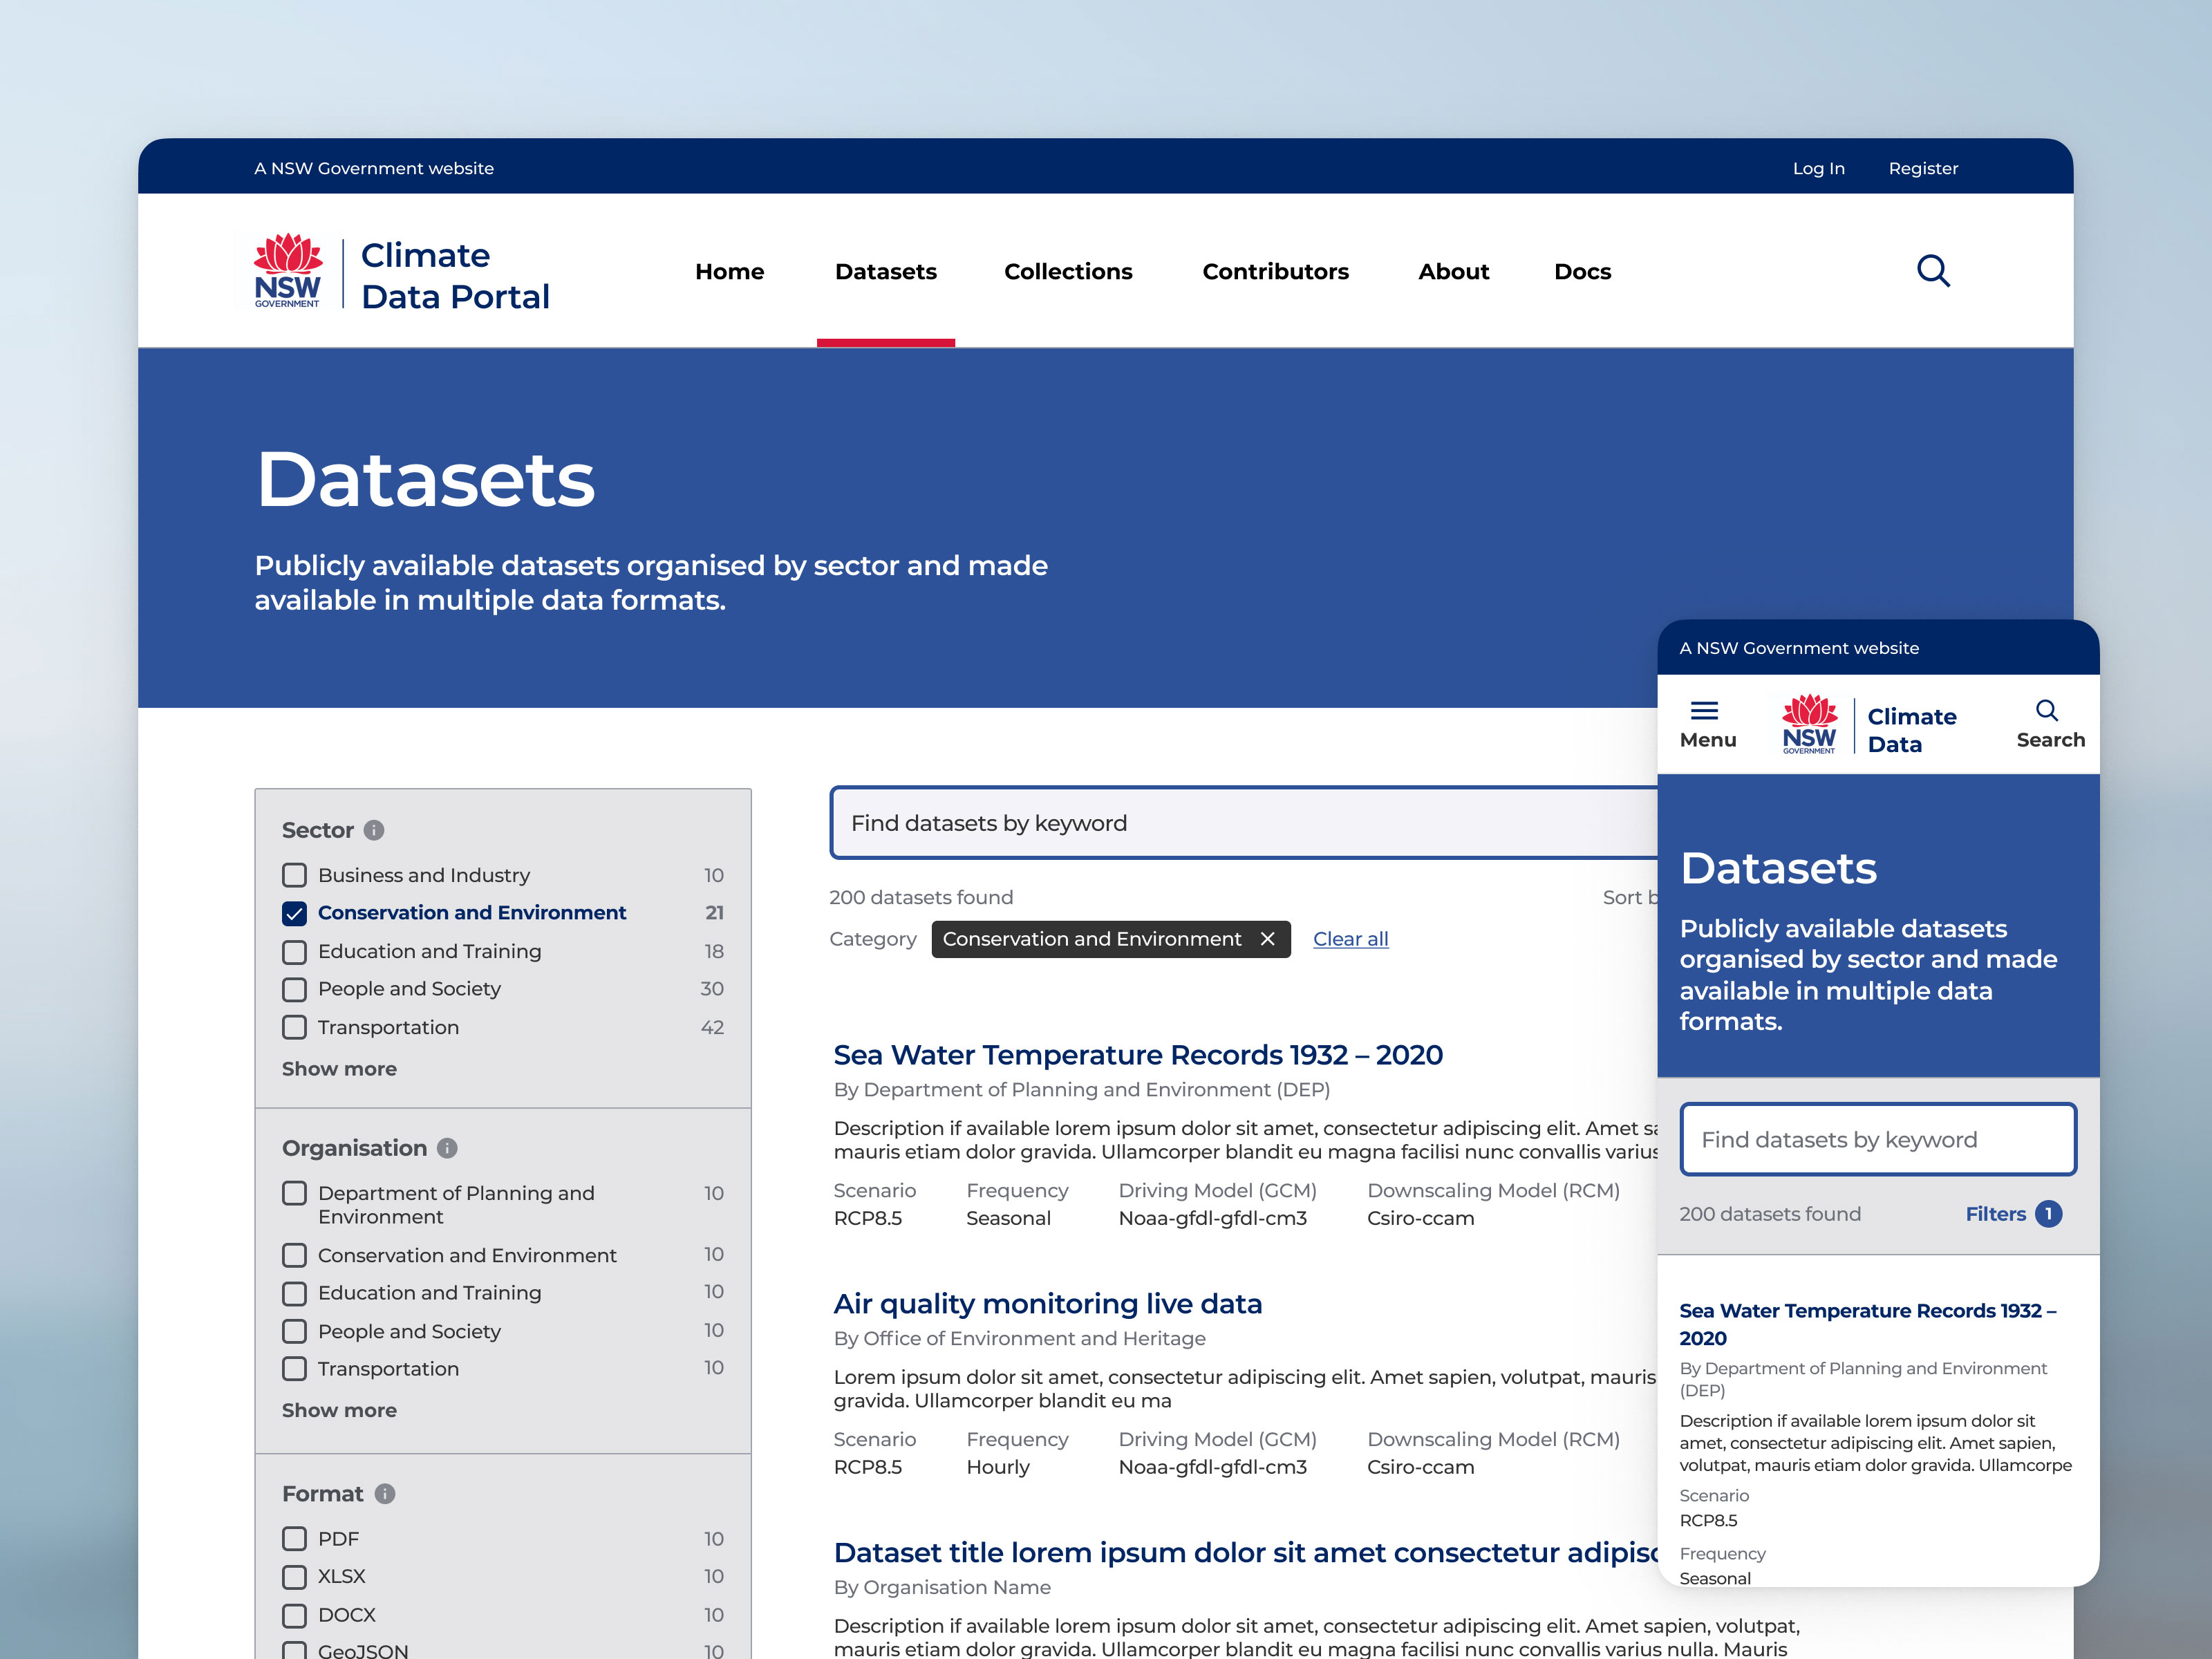 A NSW Government website
Log In
Register
NSW
GOVERNMENT
Climate
Data Portal
Home
Datasets
Collections
Contributors
About
Docs
Datasets
Publicly available datasets organised by sector and made
available in multiple data formats.
Sector
Business and Industry 10
Conservation and Environment 21
Education and Training 18
People and Society 30
Transportation 42
Show more
Organisation
Department of Planning and 10
Environment
Conservation and Environment 10
Education and Training 10
People and Society 10
Transportation 10
Show more
Format
PDF 10
XLSX 10
DOCX 10
GeoJSON 10
Find datasets by keyword
200 datasets found
Sort
Category Conservation and Environment Clear all
Sea Water Temperature Records 1932 – 2020
By Department of Planning and Environment (DEP)
Description if available lorem ipsum dolor sit amet, consectetur adipiscing elit. Amet
mauris etiam dolor gravida. Ullamcorper blandit eu magna facilisi nunc convallis varius
Scenario Frequency Driving Model (GCM) Downscaling Model (RCM)
RCP8.5 Seasonal Noaa-gfdl-gfdl-cm3 Csiro-ccam
Air quality monitoring live data
By Office of Environment and Heritage
Lorem ipsum dolor sit amet, consectetur adipiscing elit. Amet sapien, volutpat, mauris
gravida. Ullamcorper blandit eu ma
Scenario Frequency Driving Model (GCM) Downscaling Model (RCM)
RCP8.5 Hourly Noaa-gfdl-gfdl-cm3 Csiro-ccam
Dataset title lorem ipsum dolor sit amet consectetur
By Organisation Name
Description if available lorem ipsum dolor sit amet, consectetur adipiscing elit. Amet sapien, volutpat,
mauris etiam dolor gravida. Ullamcorper blandit eu magna facilisi nunc convallis varius nulla. Mauris
A NSW Government website
Menu
NSW
GOVERNMENT
Climate
Data
Search
Datasets
Publicly available datasets
organised by sector and made
available in multiple data
formats.
Find datasets by keyword
200 datasets found
Filters 1
Sea Water Temperature Records 1932 –
2020
By Department of Planning and Environment
(DEP)
Description if available lorem ipsum dolor sit
amet, consectetur adipiscing elit. Amet sapien,
volutpat, mauris etiam dolor gravida. Ullamcorpe
Scenario
RCP8.5
Frequency
Seasonal